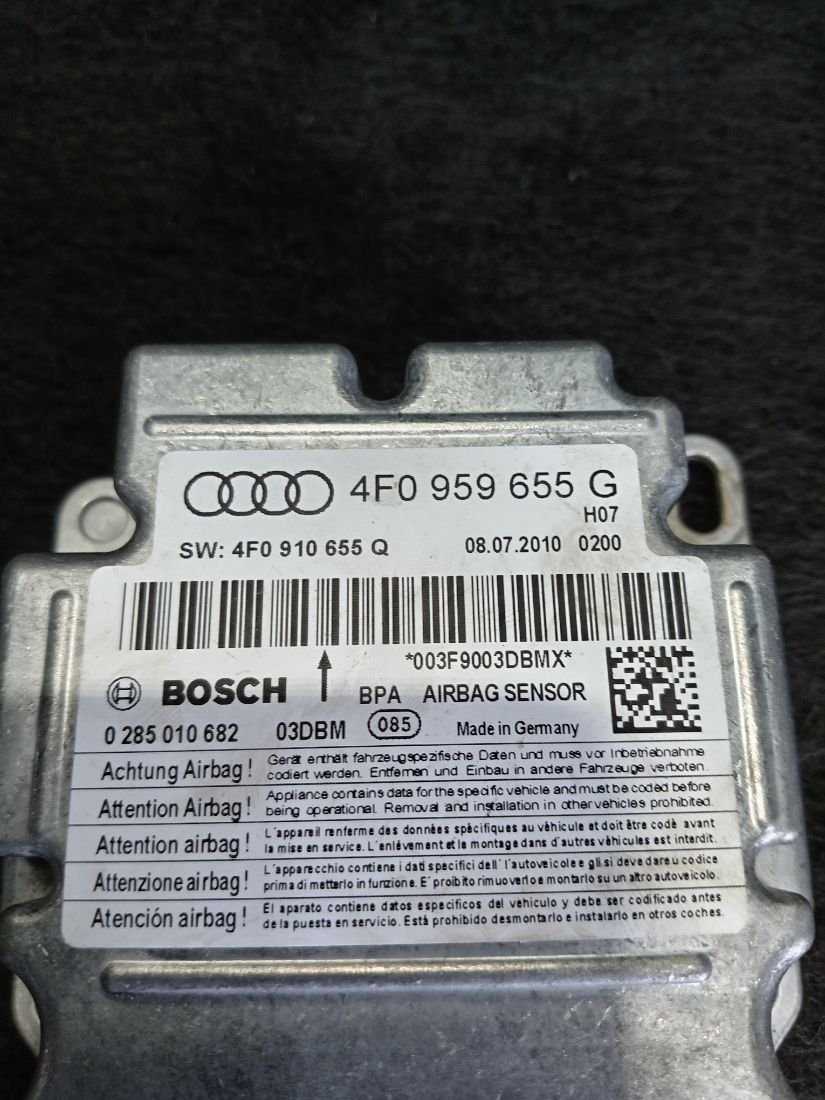 4F0 959 655 G
H07
SW: 4F0 910 655 Q 08.07.2010 0200
*003F9003DBMX*
BOSCH BPA AIRBAG SENSOR
0 285 010 682 03DBM 085 Made in Germany
Achtung Airbag! Gerät enthält fahrzeugspezifische Daten und muss vor Inbetriebnahme
codiert werden. Entfernen und Einbau in andere Fahrzeuge verboten.
Attention Airbag! Appliance contains data for the specific vehicle and must be coded before
being operational. Removal and installation in other vehicles prohibited.
Attention airbag! L'appareil renferme des données spécifiques au véhicule et doit être codé avant
la mise en service. L'enlèvement et le montage dans d'autres véhicules est interdit.
Attenzione airbag! L'apparecchio contiene i dati specifici dell'l'autoveicolo e gli si deve dare u codice
prima di metterlo in funzione. E' proibito rimuoverlo e montarlo su un altro autoveicolo.
Atención airbag! El aparato contiene datos especificos del vehículo y debe ser codificado antes
de la puesta en servicio. Está prohibido desmontarlo e instalarlo en otros coches.